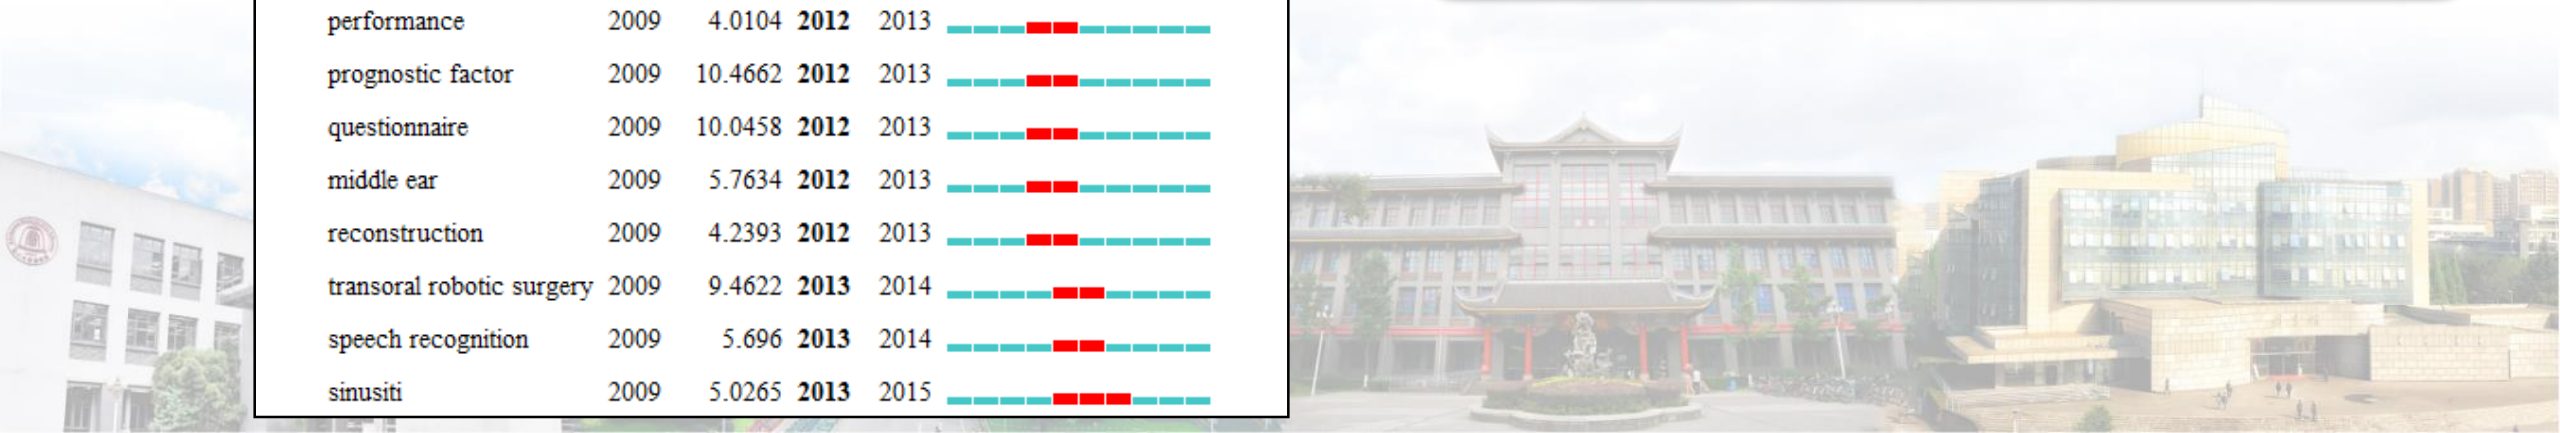 performance 2009 4.0104 2012 2013
prognostic factor 2009 10.4662 2012 2013
questionnaire 2009 10.0458 2012 2013
middle ear 2009 5.7634 2012 2013
reconstruction 2009 4.2393 2012 2013
transoral robotic surgery 2009 9.4622 2013 2014
speech recognition 2009 5.696 2013 2014
sinusiti 2009 5.0265 2013 2015